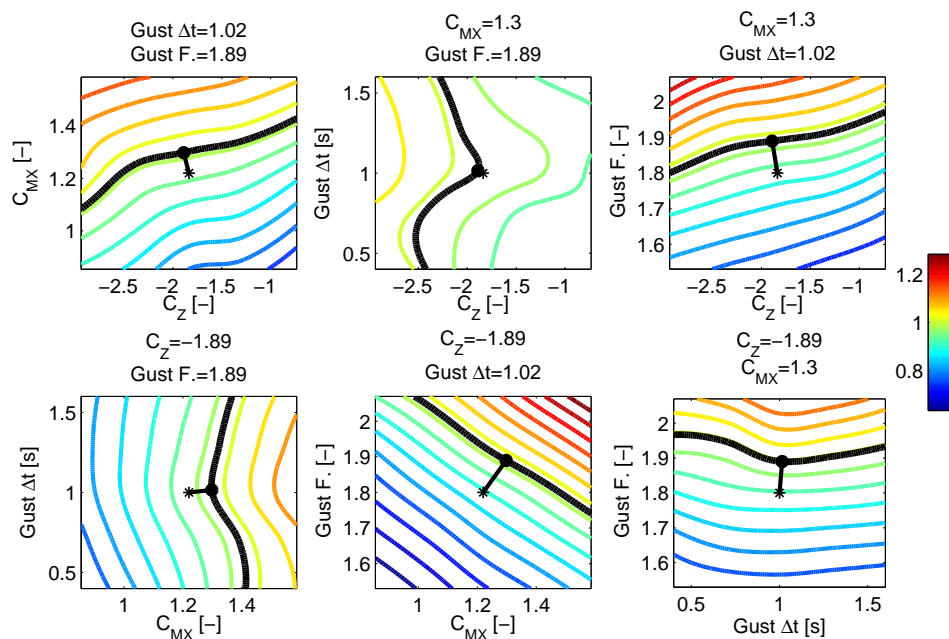 Gust Δt=1.02
Gust F.=1.89
1.4
1.2
1
C_MX [−]
−2.5 −2 −1.5 −1
C_Z [−]
C_MX=1.3
Gust F.=1.89
1.5
1
0.5
Gust Δt [s]
−2.5 −2 −1.5 −1
C_Z [−]
C_MX=1.3
Gust Δt=1.02
2
1.9
1.8
1.7
1.6
Gust F. [−]
−2.5 −2 −1.5 −1
C_Z [−]
1.2
1
0.8
C_Z=−1.89
Gust F.=1.89
1.5
1
0.5
Gust Δt [s]
1 1.2 1.4
C_MX [−]
C_Z=−1.89
Gust Δt=1.02
2
1.9
1.8
1.7
1.6
Gust F. [−]
1 1.2 1.4
C_MX [−]
C_Z=−1.89
C_MX=1.3
2
1.9
1.8
1.7
1.6
Gust F. [−]
0.5 1 1.5
Gust Δt [s]